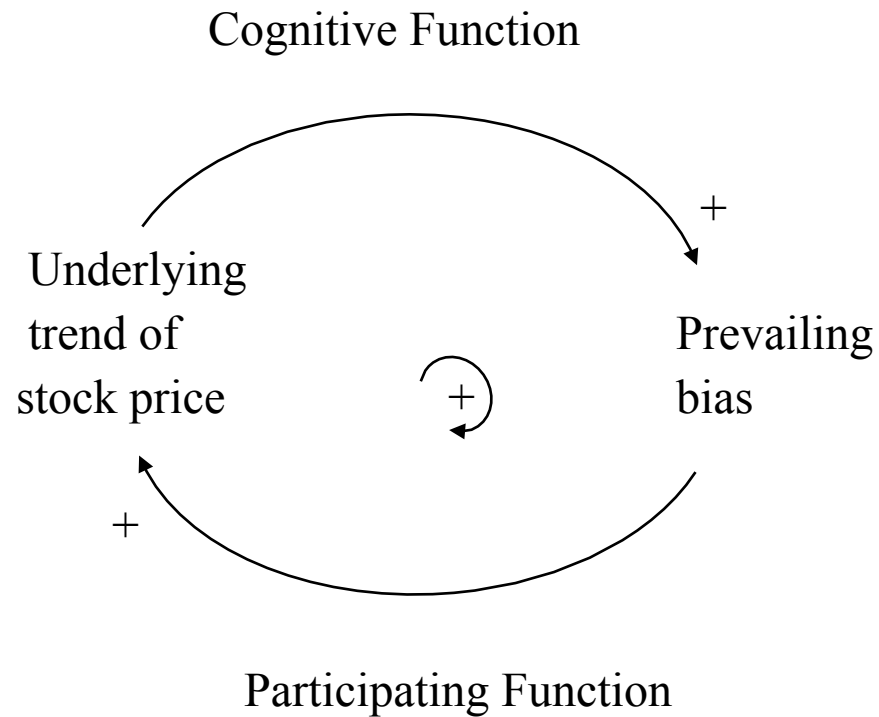 Cognitive Function
+
Underlying
trend of
stock price
Prevailing
bias
+
+
Participating Function